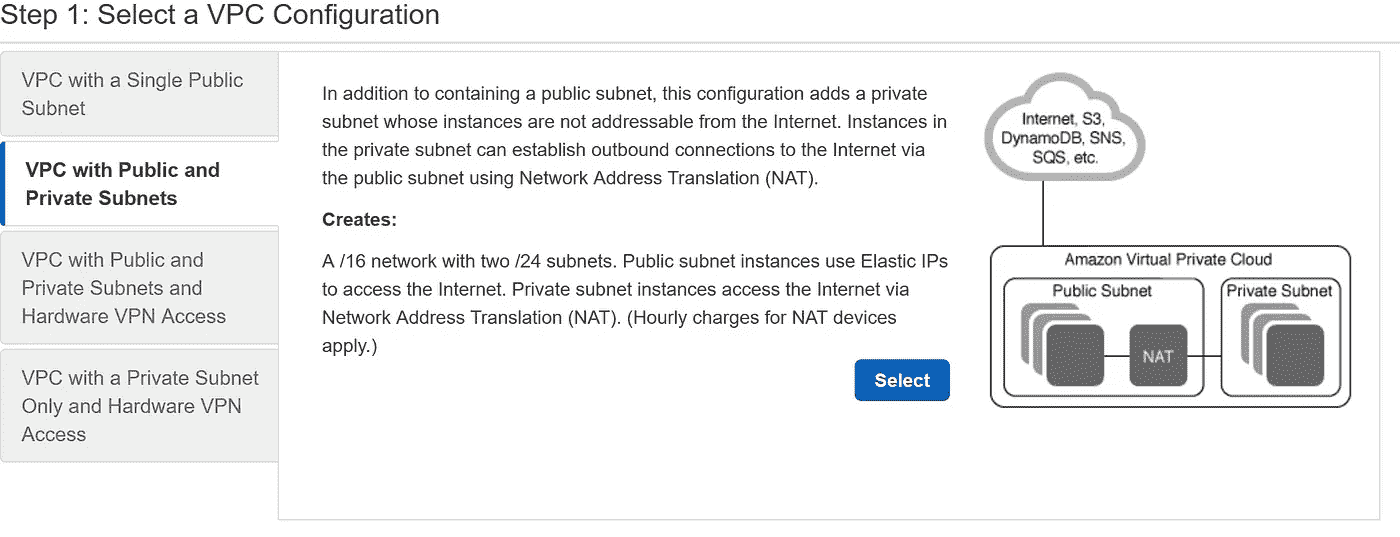 Step 1: Select a VPC Configuration
VPC with a Single Public
Subnet
VPC with Public and
Private Subnets
VPC with Public and
Private Subnets and
Hardware VPN Access
VPC with a Private Subnet
Only and Hardware VPN
Access
In addition to containing a public subnet, this configuration adds a private
subnet whose instances are not addressable from the Internet. Instances in
the private subnet can establish outbound connections to the Internet via
the public subnet using Network Address Translation (NAT).
Creates:
A /16 network with two /24 subnets. Public subnet instances use Elastic IPs
to access the Internet. Private subnet instances access the Internet via
Network Address Translation (NAT). (Hourly charges for NAT devices
apply.)
Select
Internet, S3,
DynamoDB, SNS,
SQS, etc.
Amazon Virtual Private Cloud
Public Subnet
Private Subnet
NAT